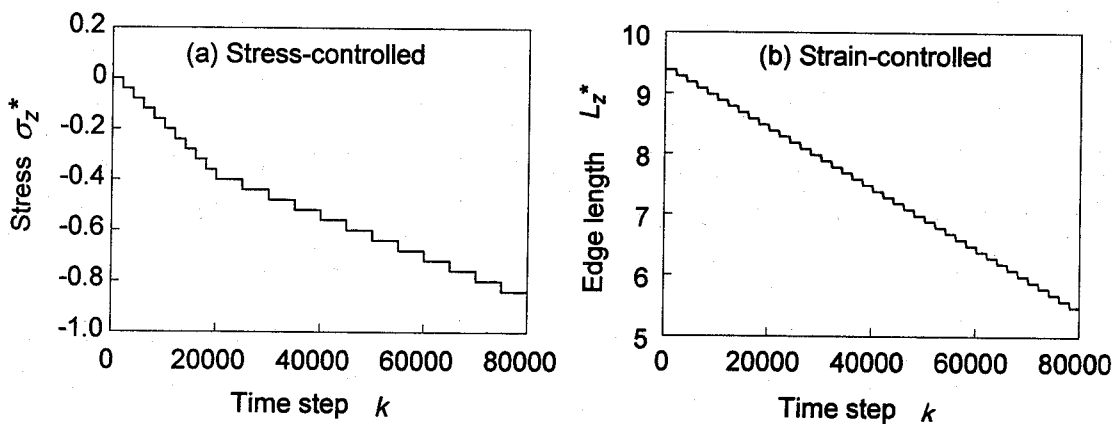 (a) Stress-controlled
Stress σz*
0.2
0
-0.2
-0.4
-0.6
-0.8
-1.0
0 20000 40000 60000 80000
Time step k
(b) Strain-controlled
Edge length Lz*
10
9
8
7
6
5
0 20000 40000 60000 80000
Time step k